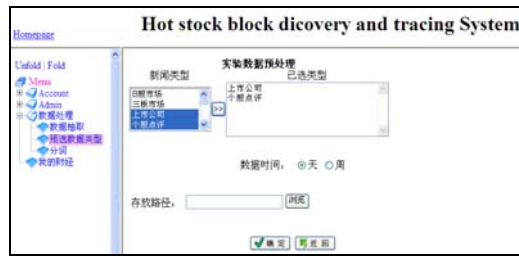 Hot stock block dicovery and tracing System
Homepage
Unfold | Fold
Menu
Account
Admin
数据处理
数据抽取
预选数据类型
分词
我的财经
实验数据预处理
新闻类型
已选类型
B股市场
三板市场
上市公司
个股点评
>>
上市公司
个股点评
数据时间：
天
周
存放路径：
浏览
确定
返回